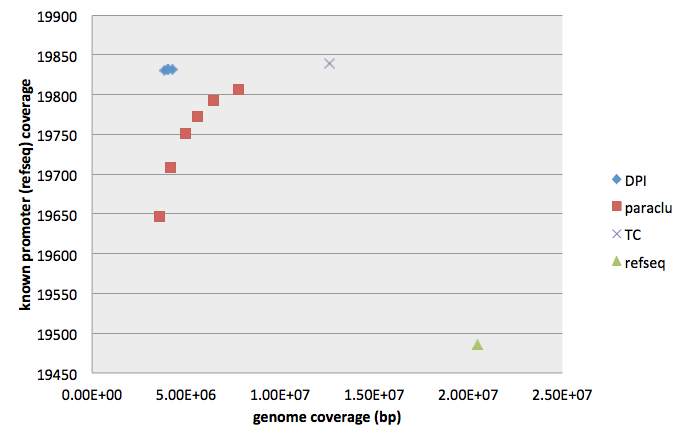 19900
19850
19800
19750
19700
19650
19600
19550
19500
19450
known promoter (refseq) coverage
0.00E+00 5.00E+06 1.00E+07 1.50E+07 2.00E+07 2.50E+07
genome coverage (bp)
DPI
paraclu
TC
refseq